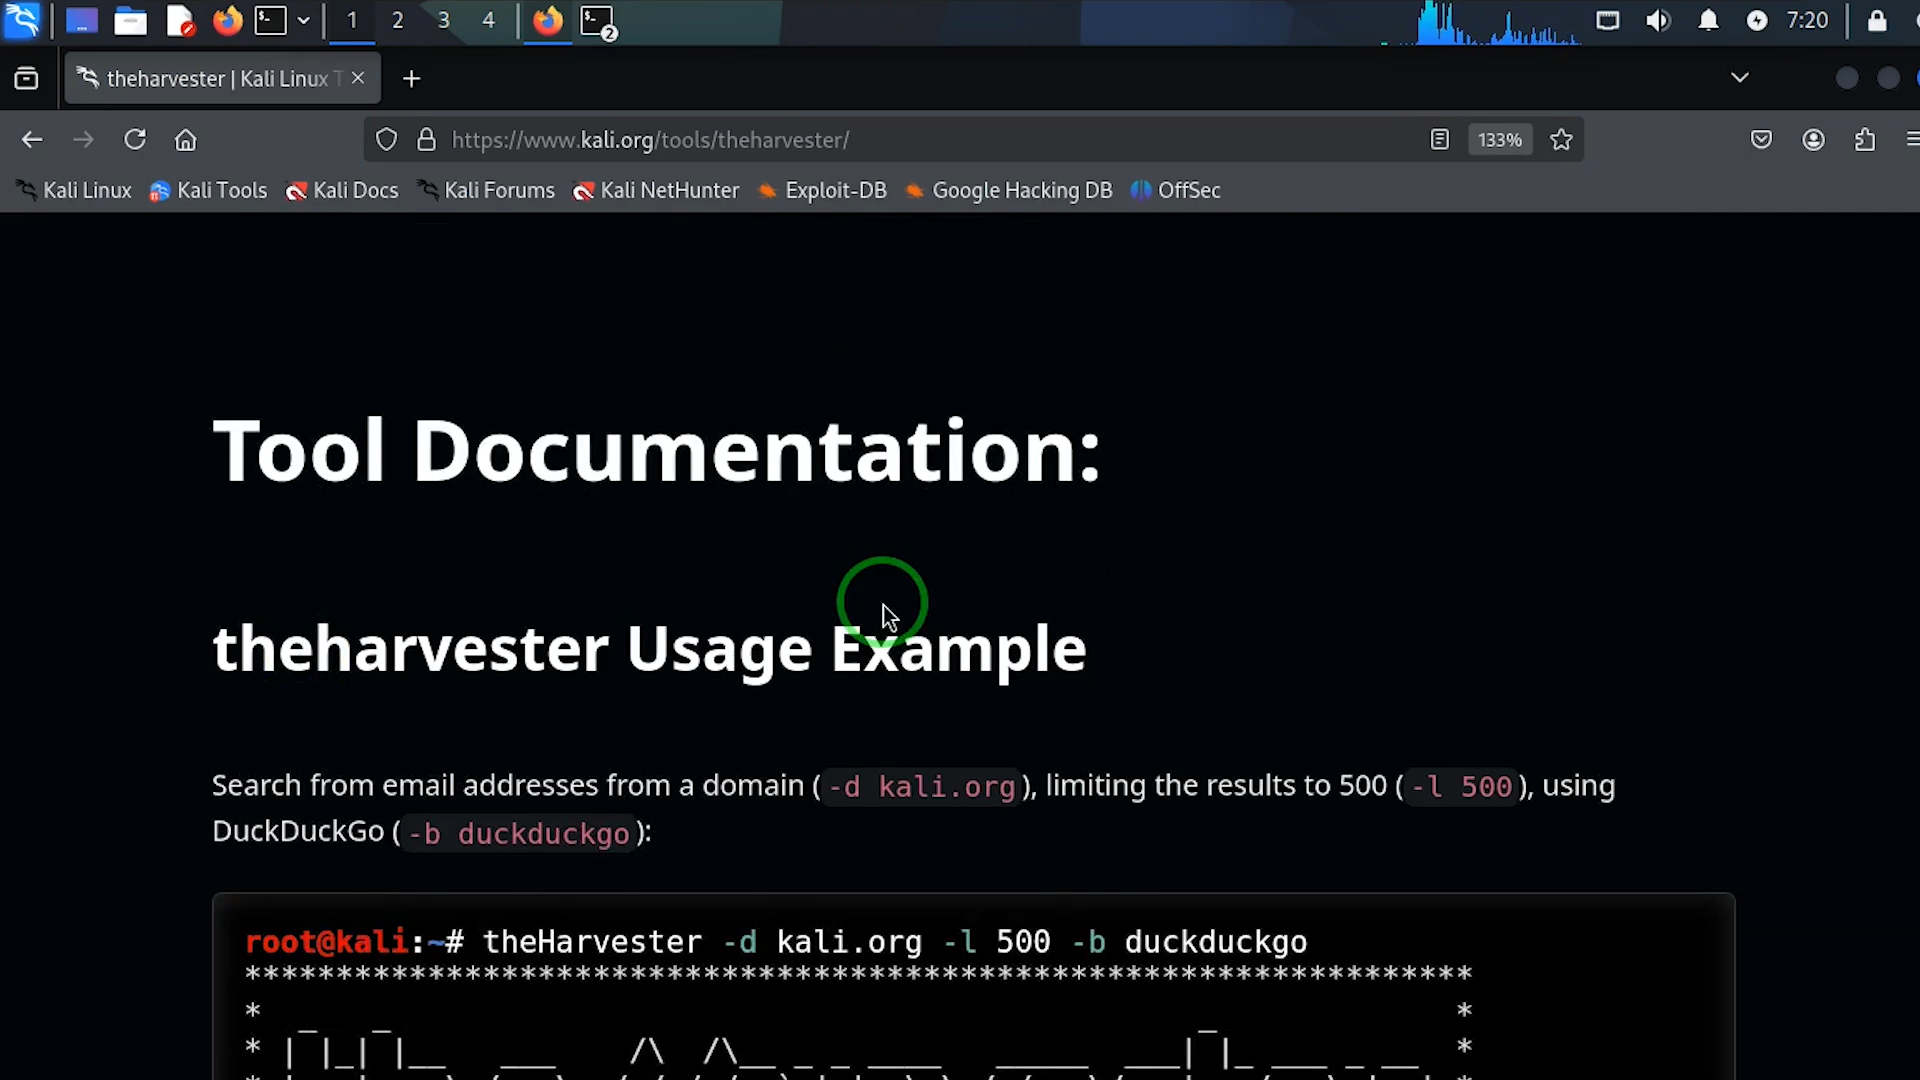 1 2 3 4 2 7:20
theharvester | Kali Linux T
https://www.kali.org/tools/theharvester/ 133%
Kali Linux Kali Tools Kali Docs Kali Forums Kali NetHunter Exploit-DB Google Hacking DB OffSec
Tool Documentation:
theharvester Usage Example
Search from email addresses from a domain ( -d kali.org ), limiting the results to 500 ( -l 500 ), using
DuckDuckGo ( -b duckduckgo ):
root@kali:~# theHarvester -d kali.org -l 500 -b duckduckgo
*******************************************************************